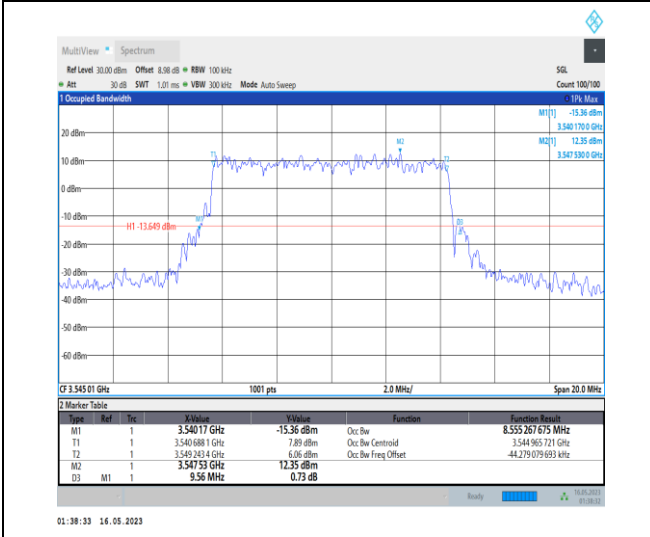 MultiView Spectrum
Ref Level 30.00 dBm Offset 8.98 dB RBW 100 kHz SGL
Att 30 dB SWT 1.01 ms VBW 300 kHz Mode Auto Sweep Count 100/100
1 Occupied Bandwidth 1Pk Max
M1[1] -15.36 dBm
3.540 170 0 GHz
M2[1] 12.35 dBm
3.547 530 0 GHz
20 dBm
M2
T1
T2
10 dBm
0 dBm
-10 dBm
M1
D3
H1 -13.649 dBm
-20 dBm
-30 dBm
-40 dBm
-50 dBm
-60 dBm
CF 3.545 01 GHz 1001 pts 2.0 MHz/ Span 20.0 MHz
2 Marker Table
Type Ref Trc X-Value Y-Value Function Function Result
M1 1 3.540 17 GHz -15.36 dBm Occ Bw 8.555 267 675 MHz
T1 1 3.540 688 1 GHz 7.89 dBm Occ Bw Centroid 3.544 965 721 GHz
T2 1 3.549 243 4 GHz 6.06 dBm Occ Bw Freq Offset -44.279 079 693 kHz
M2 1 3.547 53 GHz 12.35 dBm
D3 M1 1 9.56 MHz 0.73 dB
Ready 16.05.2023
01:38:32
01:38:33 16.05.2023